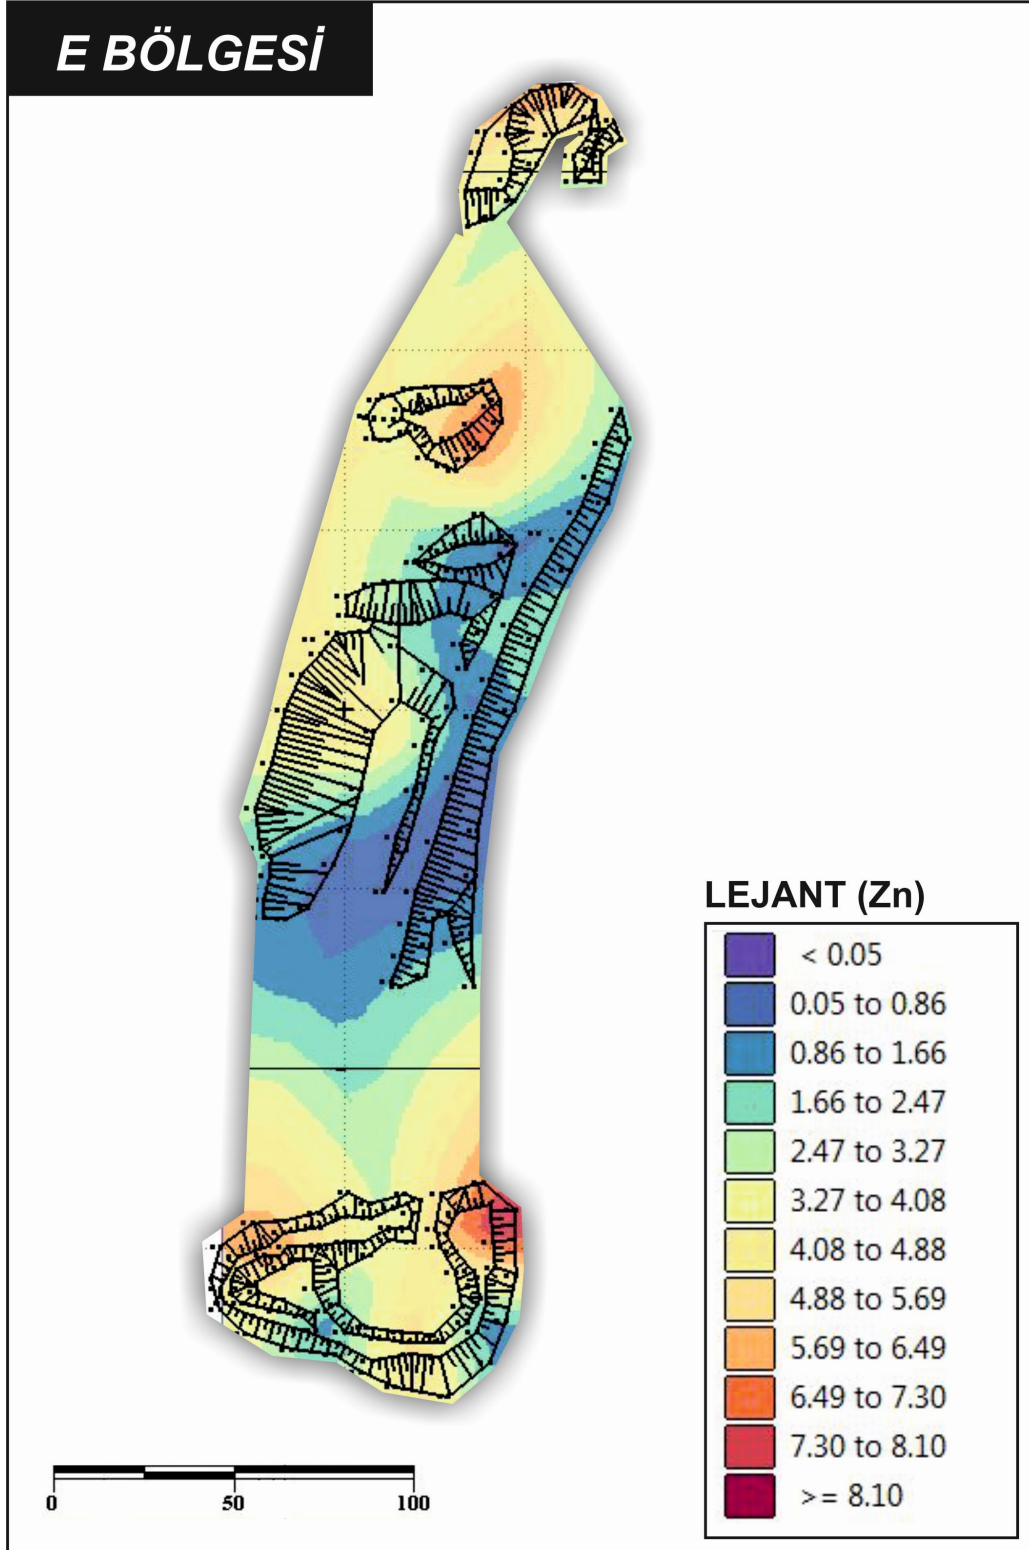 E BÖLGESİ
LEJANT (Zn)
< 0.05
0.05 to 0.86
0.86 to 1.66
1.66 to 2.47
2.47 to 3.27
3.27 to 4.08
4.08 to 4.88
4.88 to 5.69
5.69 to 6.49
6.49 to 7.30
7.30 to 8.10
>= 8.10
0 50 100